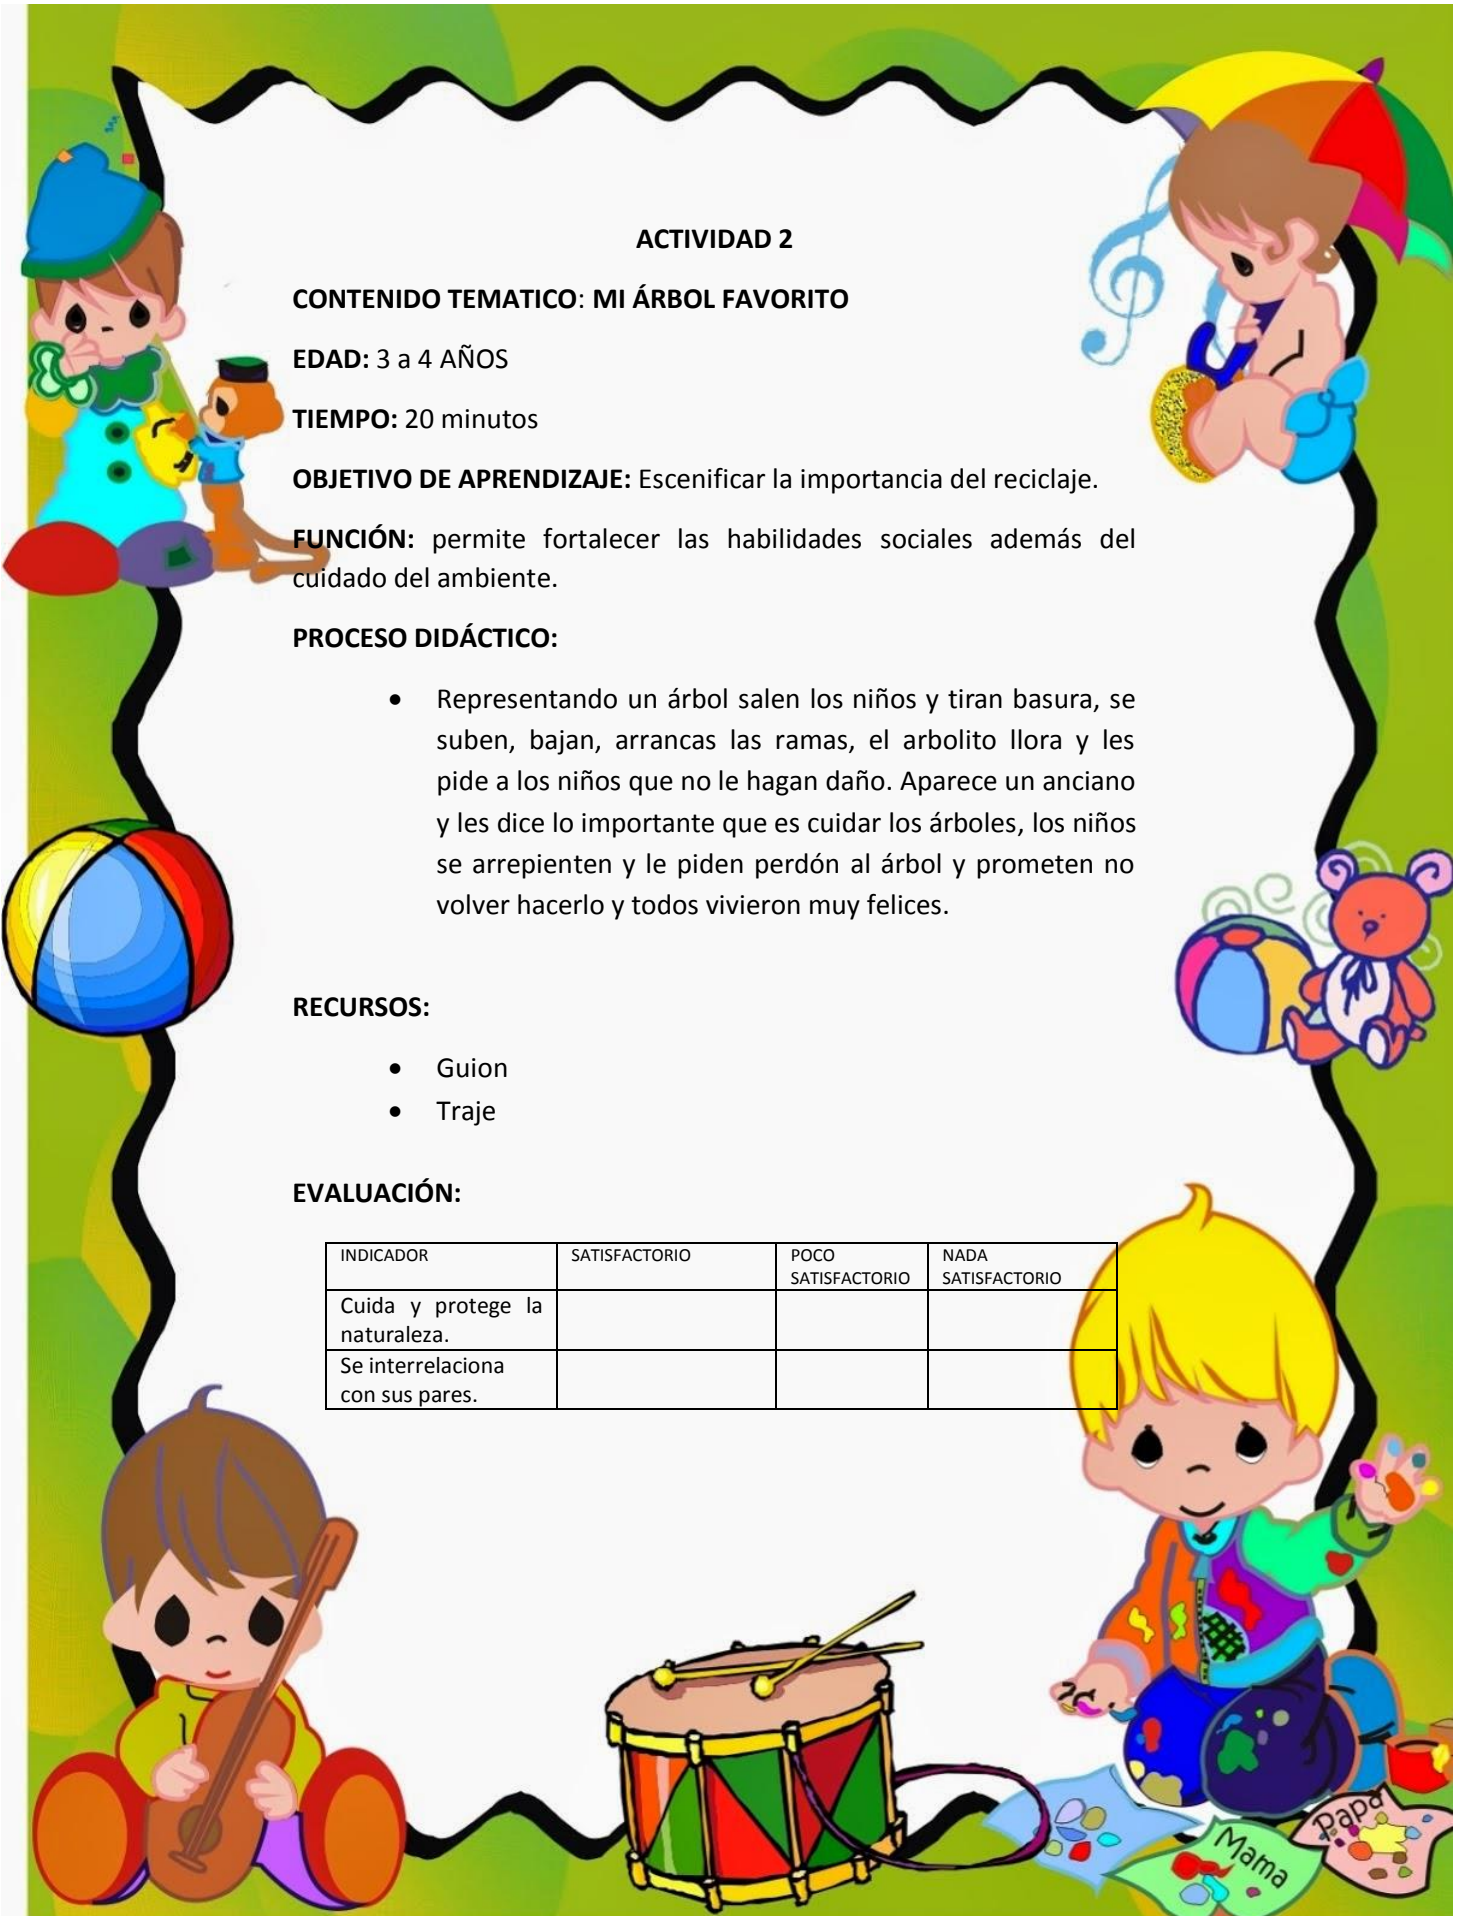 ACTIVIDAD 2
CONTENIDO TEMATICO: MI ÁRBOL FAVORITO
EDAD: 3 a 4 AÑOS
TIEMPO: 20 minutos
OBJETIVO DE APRENDIZAJE: Escenificar la importancia del reciclaje.
FUNCIÓN: permite fortalecer las habilidades sociales además del
cuidado del ambiente.
PROCESO DIDÁCTICO:
• Representando un árbol salen los niños y tiran basura, se
suben, bajan, arrancas las ramas, el arbolito llora y les
pide a los niños que no le hagan daño. Aparece un anciano
y les dice lo importante que es cuidar los árboles, los niños
se arrepienten y le piden perdón al árbol y prometen no
volver hacerlo y todos vivieron muy felices.
RECURSOS:
• Guion
• Traje
EVALUACIÓN:
INDICADOR SATISFACTORIO POCO NADA
SATISFACTORIO SATISFACTORIO
Cuida y protege la
naturaleza.
Se interrelaciona
con sus pares.
Papa
Mama